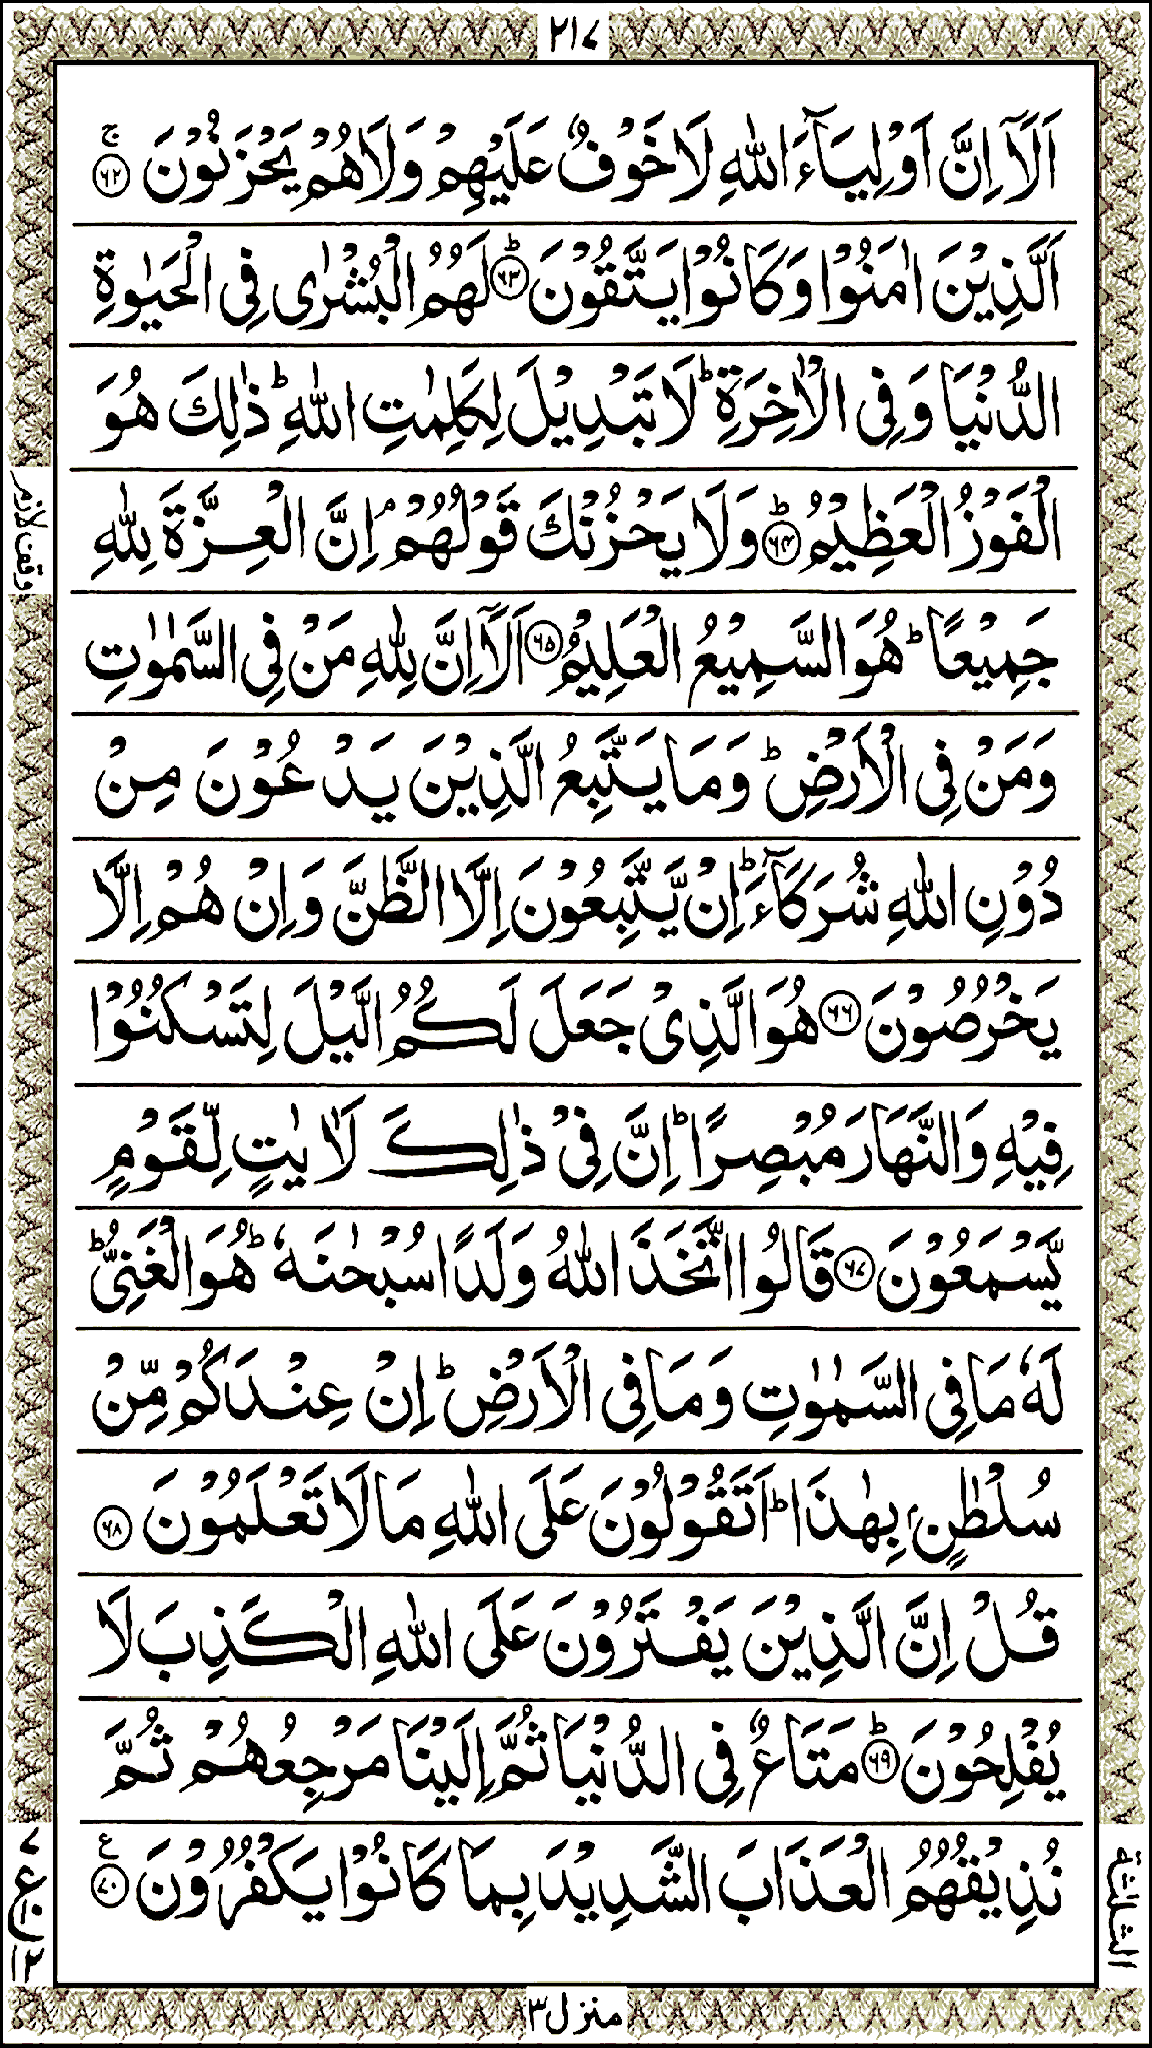 ٢١٧
اَلَاۤ اِنَّ اَوْلِيَآءَ اللّٰهِ لَا خَوْفٌ عَلَيْهِمْ وَلَا هُمْ يَحْزَنُوْنَ ۚۖ ﴿٦٢﴾
اَلَّذِيْنَ اٰمَنُوْا وَكَانُوْا يَتَّقُوْنَ ؕ﴿٦٣﴾ لَهُمُ الْبُشْرٰى فِى الْحَيٰوةِ
الدُّنْيَا وَفِى الْاٰخِرَةِ ؕ لَا تَبْدِيْلَ لِكَلِمٰتِ اللّٰهِ ؕ ذٰلِكَ هُوَ
الْفَوْزُ الْعَظِيْمُ ؕ﴿٦٤﴾ وَلَا يَحْزُنْكَ قَوْلُهُمْ ۘ اِنَّ الْعِزَّةَ لِلّٰهِ
وقف لازم
جَمِيْعًا ؕ هُوَ السَّمِيْعُ الْعَلِيْمُ ﴿٦٥﴾ اَلَاۤ اِنَّ لِلّٰهِ مَنْ فِى السَّمٰوٰتِ
وَمَنْ فِى الْاَرْضِ ؕ وَمَا يَتَّبِعُ الَّذِيْنَ يَدْعُوْنَ مِنْ
دُوْنِ اللّٰهِ شُرَكَآءَ ؕ اِنْ يَّتَّبِعُوْنَ اِلَّا الظَّنَّ وَاِنْ هُمْ اِلَّا
يَخْرُصُوْنَ ﴿٦٦﴾ هُوَ الَّذِىْ جَعَلَ لَكُمُ الَّيْلَ لِتَسْكُنُوْا
فِيْهِ وَالنَّهَارَ مُبْصِرًا ؕ اِنَّ فِىْ ذٰلِكَ لَاٰيٰتٍ لِّقَوْمٍ
يَّسْمَعُوْنَ ﴿٦٧﴾ قَالُوا اتَّخَذَ اللّٰهُ وَلَدًا سُبْحٰنَهٗ ؕ هُوَ الْغَنِىُّ ؕ
لَهٗ مَا فِى السَّمٰوٰتِ وَمَا فِى الْاَرْضِ ؕ اِنْ عِنْدَكُمْ مِّنْ
سُلْطٰنٍۭ بِهٰذَا ؕ اَتَقُوْلُوْنَ عَلَى اللّٰهِ مَا لَا تَعْلَمُوْنَ ﴿٦٨﴾
قُلْ اِنَّ الَّذِيْنَ يَفْتَرُوْنَ عَلَى اللّٰهِ الْكَذِبَ لَا
يُفْلِحُوْنَ ؕ﴿٦٩﴾ مَتَاعٌ فِى الدُّنْيَا ثُمَّ اِلَيْنَا مَرْجِعُهُمْ ثُمَّ
نُذِيْقُهُمُ الْعَذَابَ الشَّدِيْدَ بِمَا كَانُوْا يَكْفُرُوْنَ ﴿٧٠﴾ ع
الثلثة
٧
ع
١٠
١٢
منزل ٣